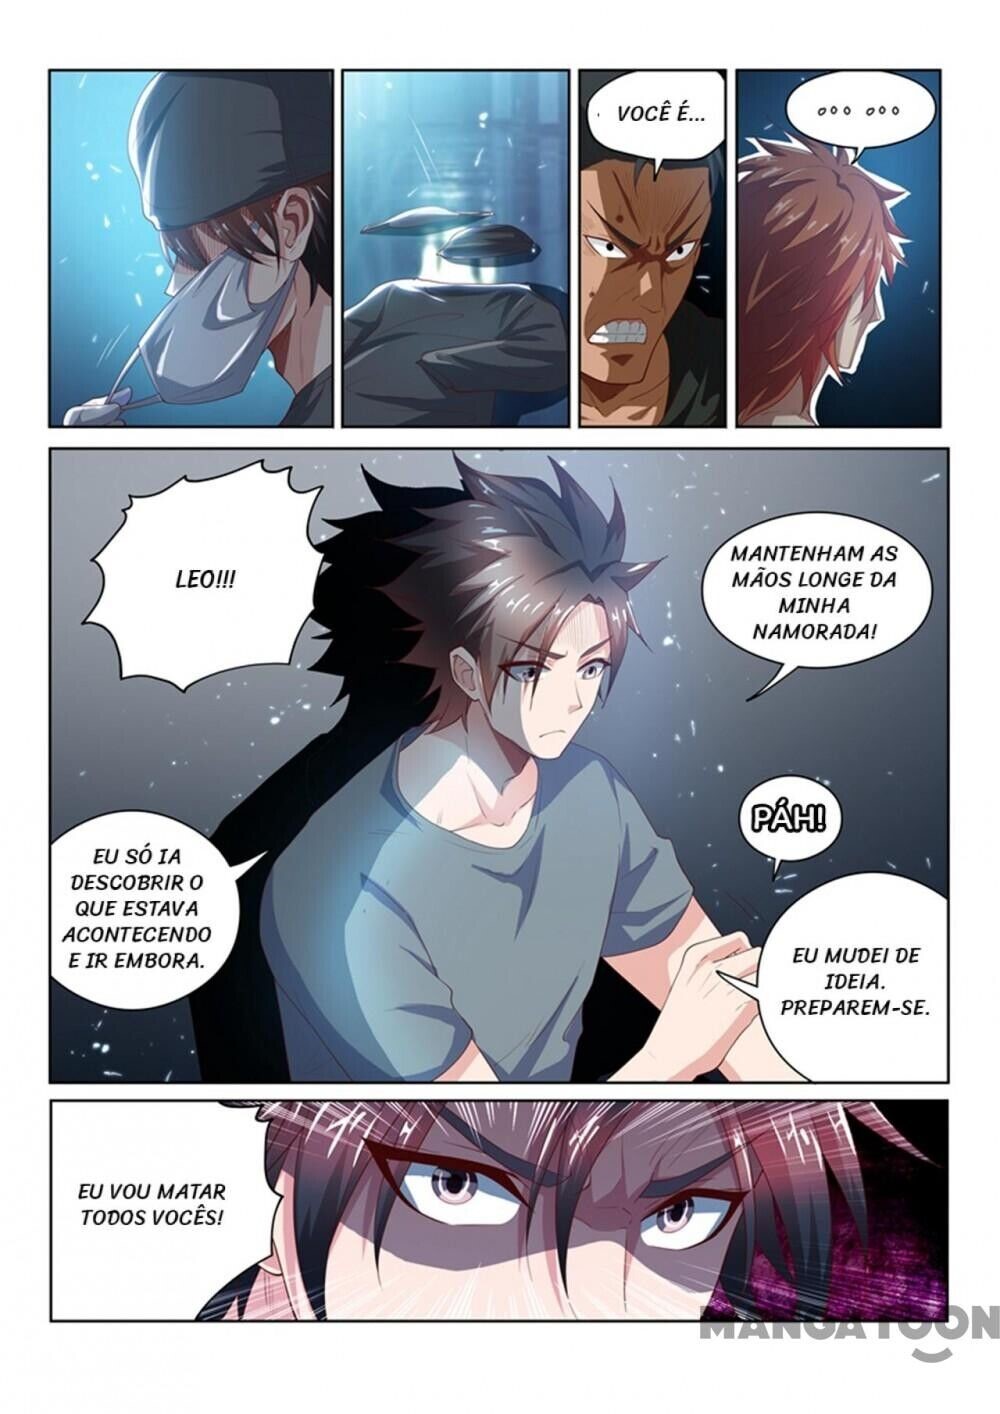 VOCÊ É...
... ...
LEO!!!
MANTENHAM AS
MÃOS LONGE DA
MINHA
NAMORADA!
PÁH!
EU SÓ IA
DESCOBRIR O
QUE ESTAVA
ACONTECENDO
E IR EMBORA.
EU MUDEI DE
IDEIA.
PREPAREM-SE.
EU VOU MATAR
TODOS VOCÊS!
MANGATOON